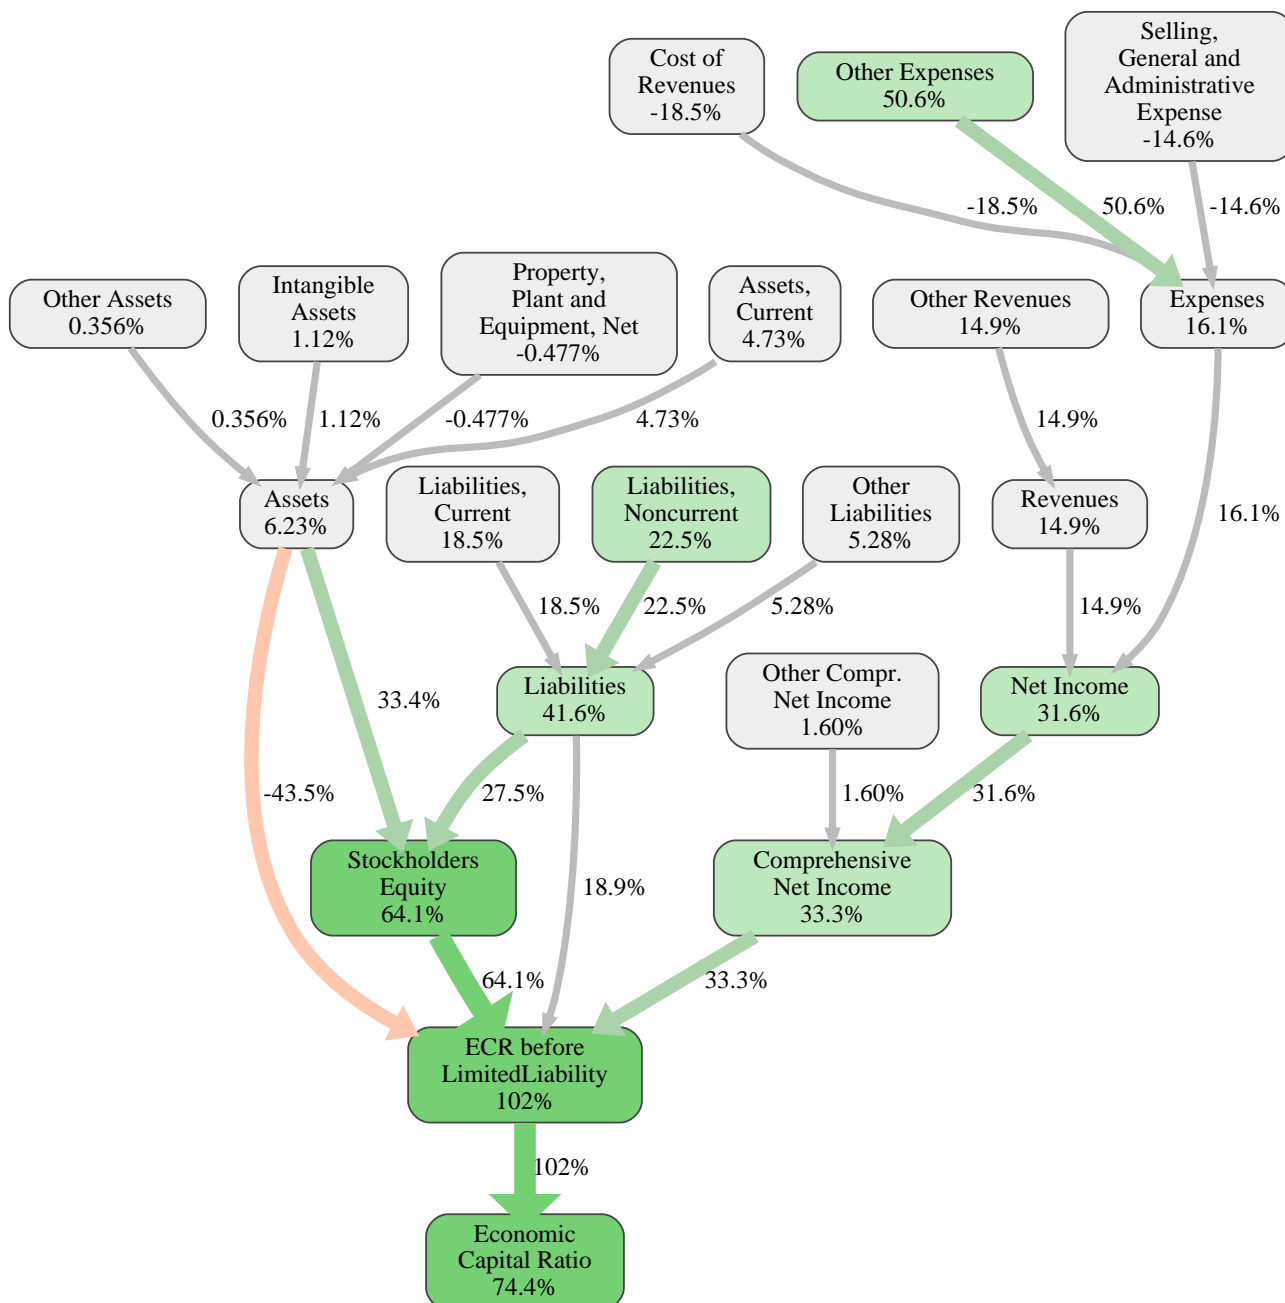 Cost of
Revenues
-18.5%
Other Expenses
50.6%
Selling,
General and
Administrative
Expense
-14.6%
-18.5%
50.6%
-14.6%
Other Assets
0.356%
Intangible
Assets
1.12%
Property,
Plant and
Equipment, Net
-0.477%
Assets,
Current
4.73%
Other Revenues
14.9%
Expenses
16.1%
0.356%
1.12%
-0.477%
4.73%
14.9%
16.1%
Assets
6.23%
Liabilities,
Current
18.5%
Liabilities,
Noncurrent
22.5%
Other
Liabilities
5.28%
Revenues
14.9%
18.5%
22.5%
5.28%
14.9%
Liabilities
41.6%
Other Compr.
Net Income
1.60%
Net Income
31.6%
33.4%
-43.5%
27.5%
1.60%
31.6%
Stockholders
Equity
64.1%
18.9%
Comprehensive
Net Income
33.3%
64.1%
33.3%
ECR before
LimitedLiability
102%
102%
Economic
Capital Ratio
74.4%